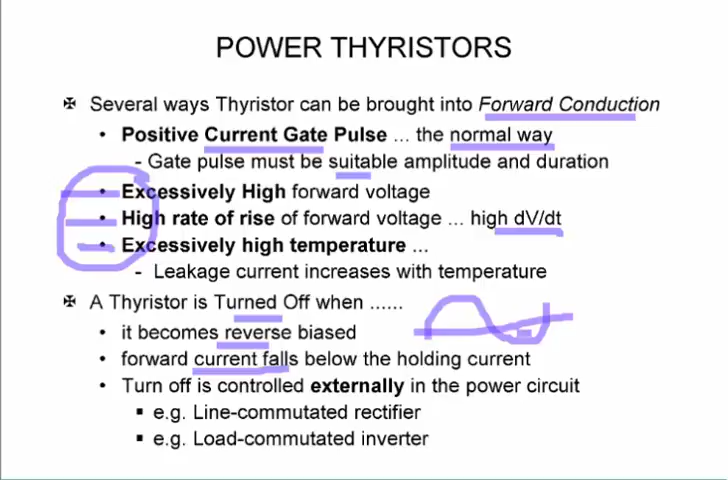 POWER THYRISTORS
✠ Several ways Thyristor can be brought into Forward Conduction
• Positive Current Gate Pulse ... the normal way
- Gate pulse must be suitable amplitude and duration
• Excessively High forward voltage
• High rate of rise of forward voltage ... high dV/dt
• Excessively high temperature ...
- Leakage current increases with temperature
✠ A Thyristor is Turned Off when ......
• it becomes reverse biased
• forward current falls below the holding current
• Turn off is controlled externally in the power circuit
▪ e.g. Line-commutated rectifier
▪ e.g. Load-commutated inverter